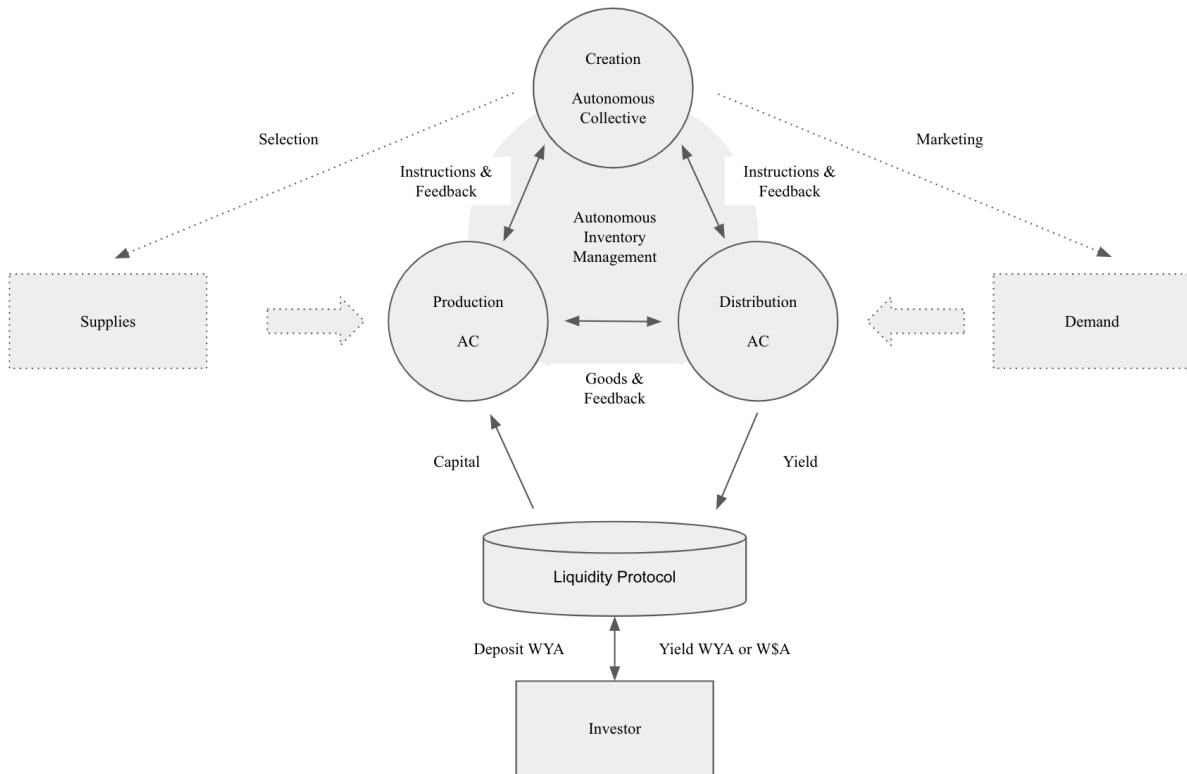 Creation
Autonomous
Collective
Selection
Marketing
Instructions &
Feedback
Instructions &
Feedback
Autonomous
Inventory
Management
Supplies
Production
AC
Distribution
AC
Demand
Goods &
Feedback
Capital
Yield
Liquidity Protocol
Deposit WYA
Yield WYA or W$A
Investor